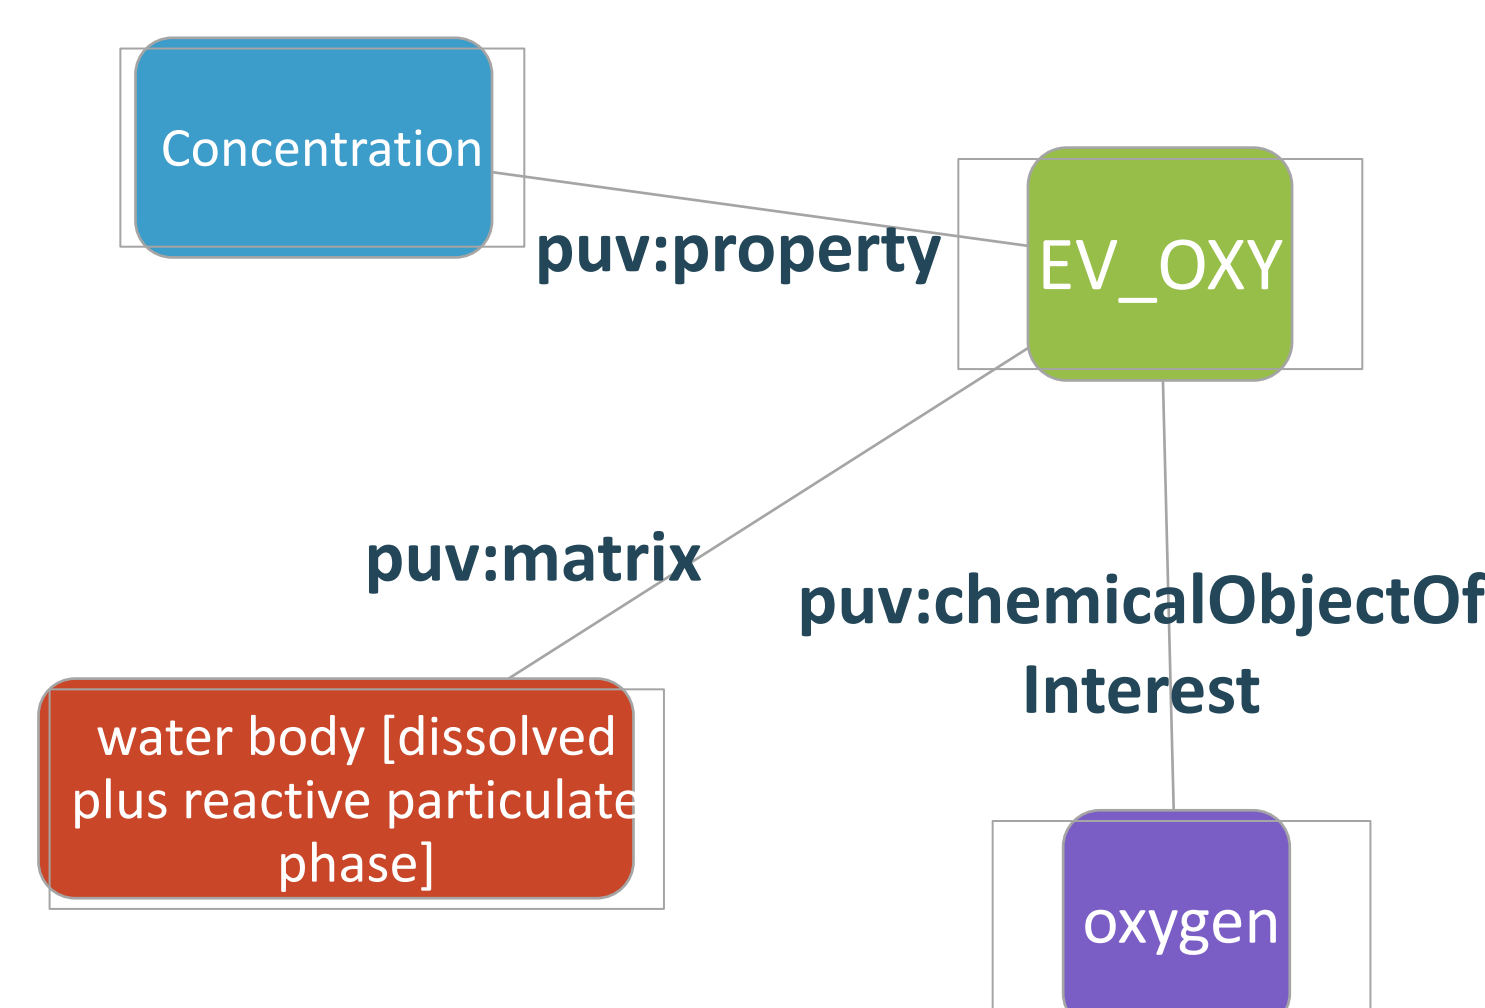 Concentration
puv:property
EV_OXY
puv:matrix
puv:chemicalObjectOf
Interest
water body [dissolved
plus reactive particulate
phase]
oxygen